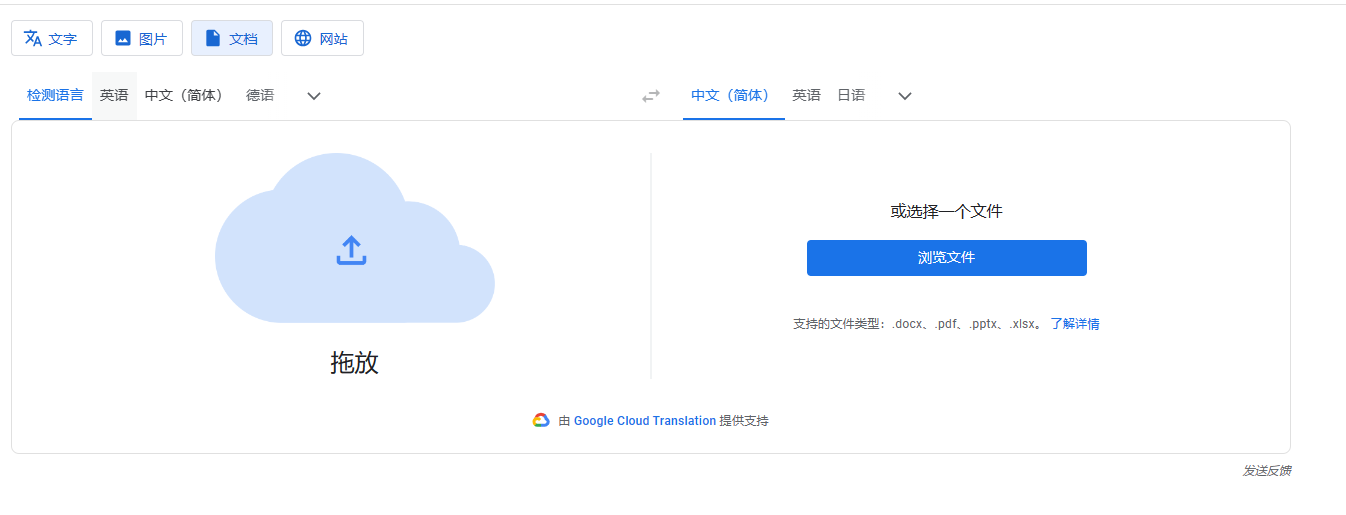 文字 图片 文档 网站
检测语言 英语 中文（简体） 德语 中文（简体） 英语 日语
或选择一个文件
浏览文件
支持的文件类型：.docx、.pdf、.pptx、.xlsx。 了解详情
拖放
由 Google Cloud Translation 提供支持
发送反馈